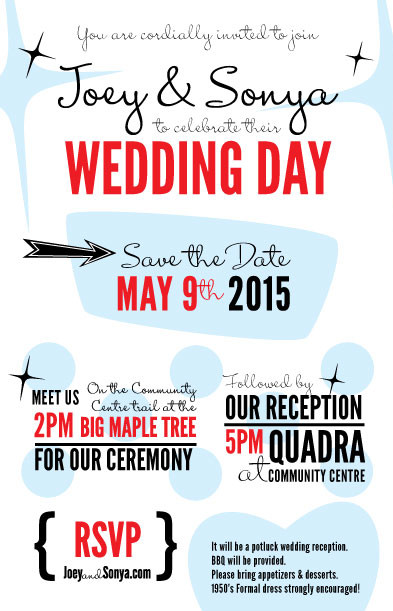 You are cordially invited to join
Joey & Sonya
to celebrate their
WEDDING DAY
Save the Date
MAY 9th 2015
MEET US On the Community
Centre trail at the
2PM BIG MAPLE TREE
FOR OUR CEREMONY
Followed by
OUR RECEPTION
5PM QUADRA
at COMMUNITY CENTRE
{ RSVP }
JoeyandSonya.com
It will be a potluck wedding reception.
BBQ will be provided.
Please bring appetizers & desserts.
1950's Formal dress strongly encouraged!